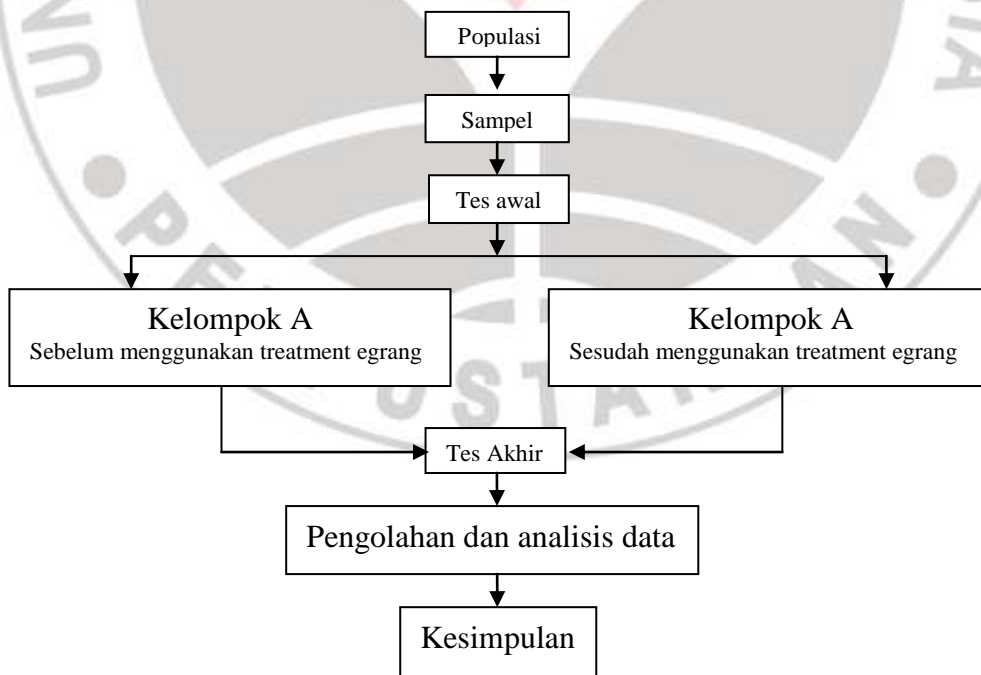 Populasi
Sampel
Tes awal
Kelompok A
Sebelum menggunakan treatment egrang
Kelompok A
Sesudah menggunakan treatment egrang
Tes Akhir
Pengolahan dan analisis data
Kesimpulan